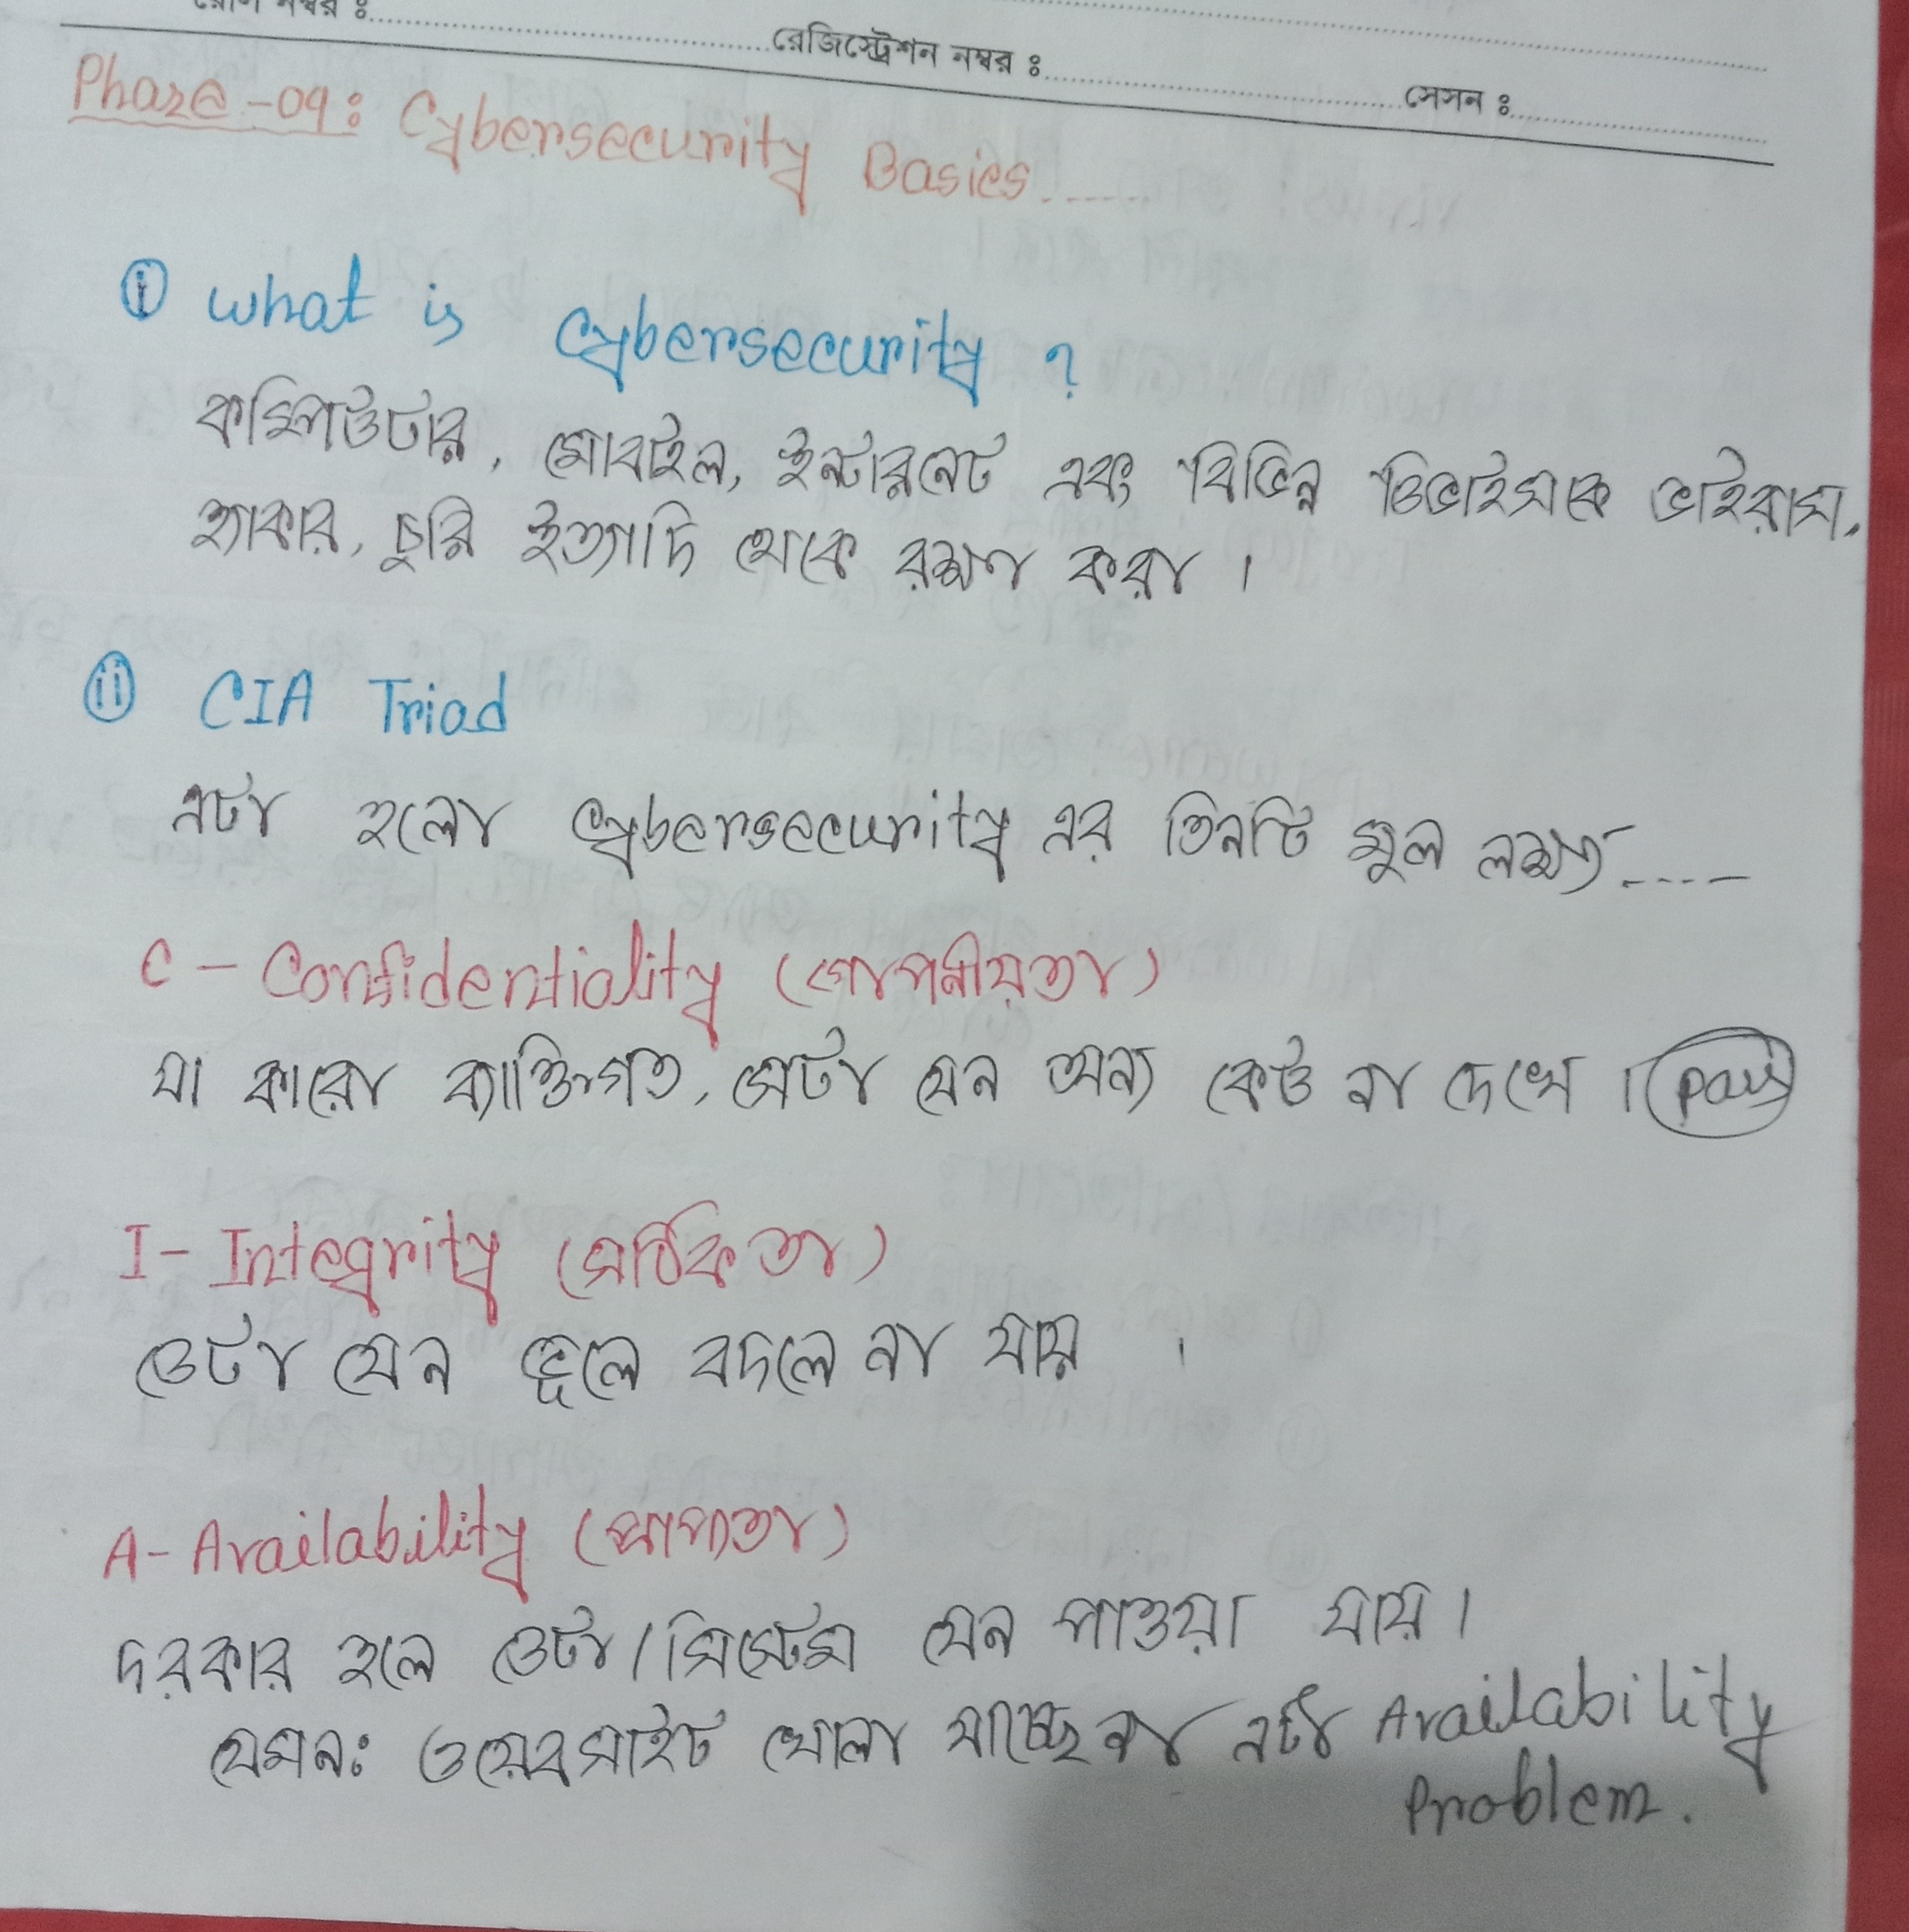 রোল নম্বর ঃ
রেজিস্ট্রেশন নম্বর ঃ
সেসন ঃ
Phase-09: Cybersecurity Basics......
i What is Cybersecurity?
কম্পিউটার, মোবাইল, ইন্টারনেট এবং বিভিন্ন ডিভাইসকে ভাইরাস,
হ্যাকার, চুরি ইত্যাদি থেকে রক্ষা করা।
ii CIA Triad
এটা হলো Cybersecurity এর তিনটি মূল লক্ষ্য....
C - Confidentiality (গোপনীয়তা)
যা কারো ব্যাক্তিগত, সেটা যেন অন্য কেউ না দেখে। Pass
I - Integrity (সঠিকতা)
ডেটা যেন ভুলে বদলে না যায়।
A - Availability (প্রাপ্যতা)
দরকার হলে ডেটা/সিস্টেম যেন পাওয়া যায়।
যেমনঃ ওয়েবসাইট খোলা যাচ্ছে না এটা Availability
Problem.